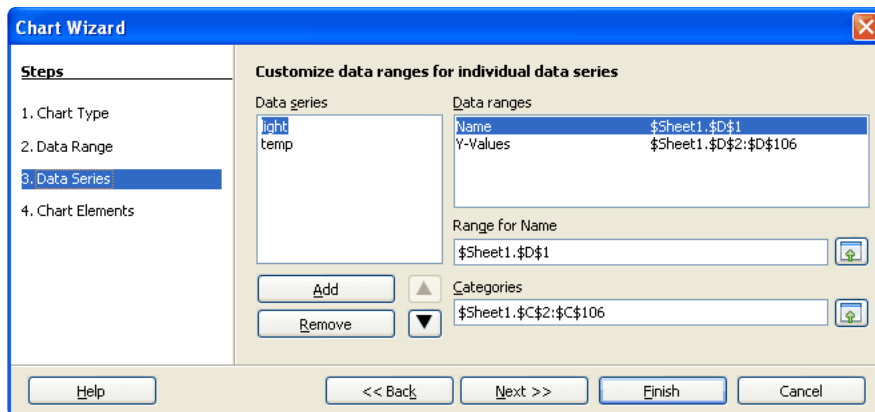 Chart Wizard
Steps
1. Chart Type
2. Data Range
3. Data Series
4. Chart Elements
Customize data ranges for individual data series
Data series
light
temp
Data ranges
Name $Sheet1.$D$1
Y-Values $Sheet1.$D$2:$D$106
Range for Name
$Sheet1.$D$1
Add
Remove
Categories
$Sheet1.$C$2:$C$106
Help
<< Back
Next >>
Finish
Cancel